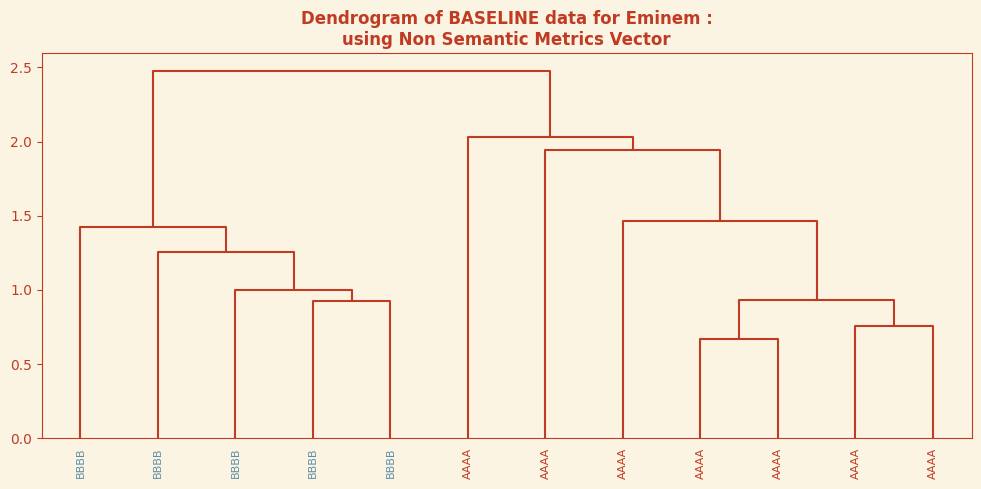 Dendrogram of BASELINE data for Eminem :
using Non Semantic Metrics Vector
2.5
2.0
1.5
1.0
0.5
0.0
BBBB BBBB BBBB BBBB BBBB AAAA AAAA AAAA AAAA AAAA AAAA AAAA